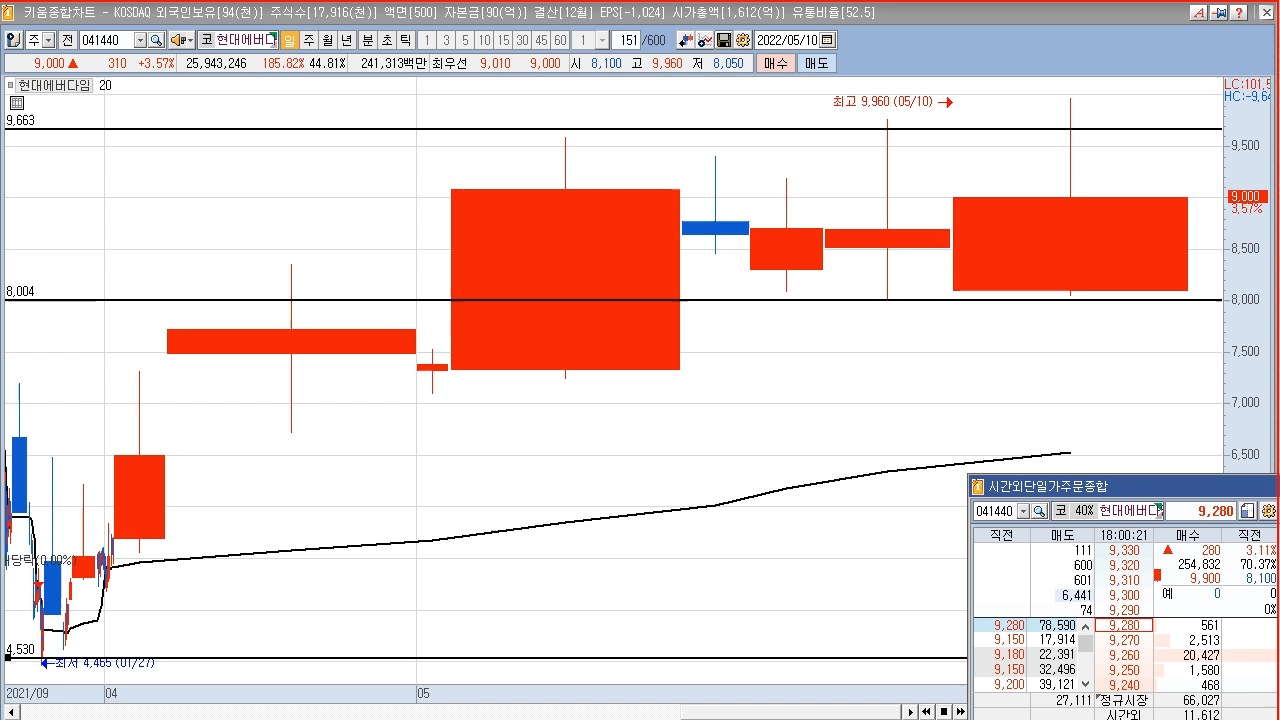 키움종합차트 - KOSDAQ 외국인보유[94(천)] 주식수[17,916(천)] 액면[500] 자본금[90(억)] 결산[12월] EPS[-1,024] 시가총액[1,612(억)] 유통비율[52.5]
주 전 041440 코 현대에버 일 주 월 년 분 초 틱 1 3 5 10 15 30 45 60 1 151 /600 2022/05/10
9,000 ▲ 310 +3.57% 25,943,246 185.82% 44.81% 241,313백만 최우선 9,010 9,000 시 8,100 고 9,960 저 8,050 매수 매도
현대에버다임 20
LC:101.5
HC:-9.64
최고 9,960 (05/10)
9,663
9,500
9,000
3.57%
8,500
8,004
8,000
7,500
7,000
6,500
당락(0.00%)
4,530
최저 4,465 (01/27)
2021/09 04 05
시간외단일가주문종합
041440 코 40% 현대에버 9,280
직전 매도 18:00:21 매수 직전
111 9,330 ▲ 280 3.11%
600 9,320 254,832 70.37%
601 9,310 9,900 8,100
6,441 9,300 예 0 0
74 9,290 0%
9,280 78,590 9,280 561
9,150 17,914 9,270 2,513
9,180 22,391 9,260 20,427
9,150 32,496 9,250 1,580
9,200 39,121 9,240 468
27,111 정규시장 66,027
시간외 11,612